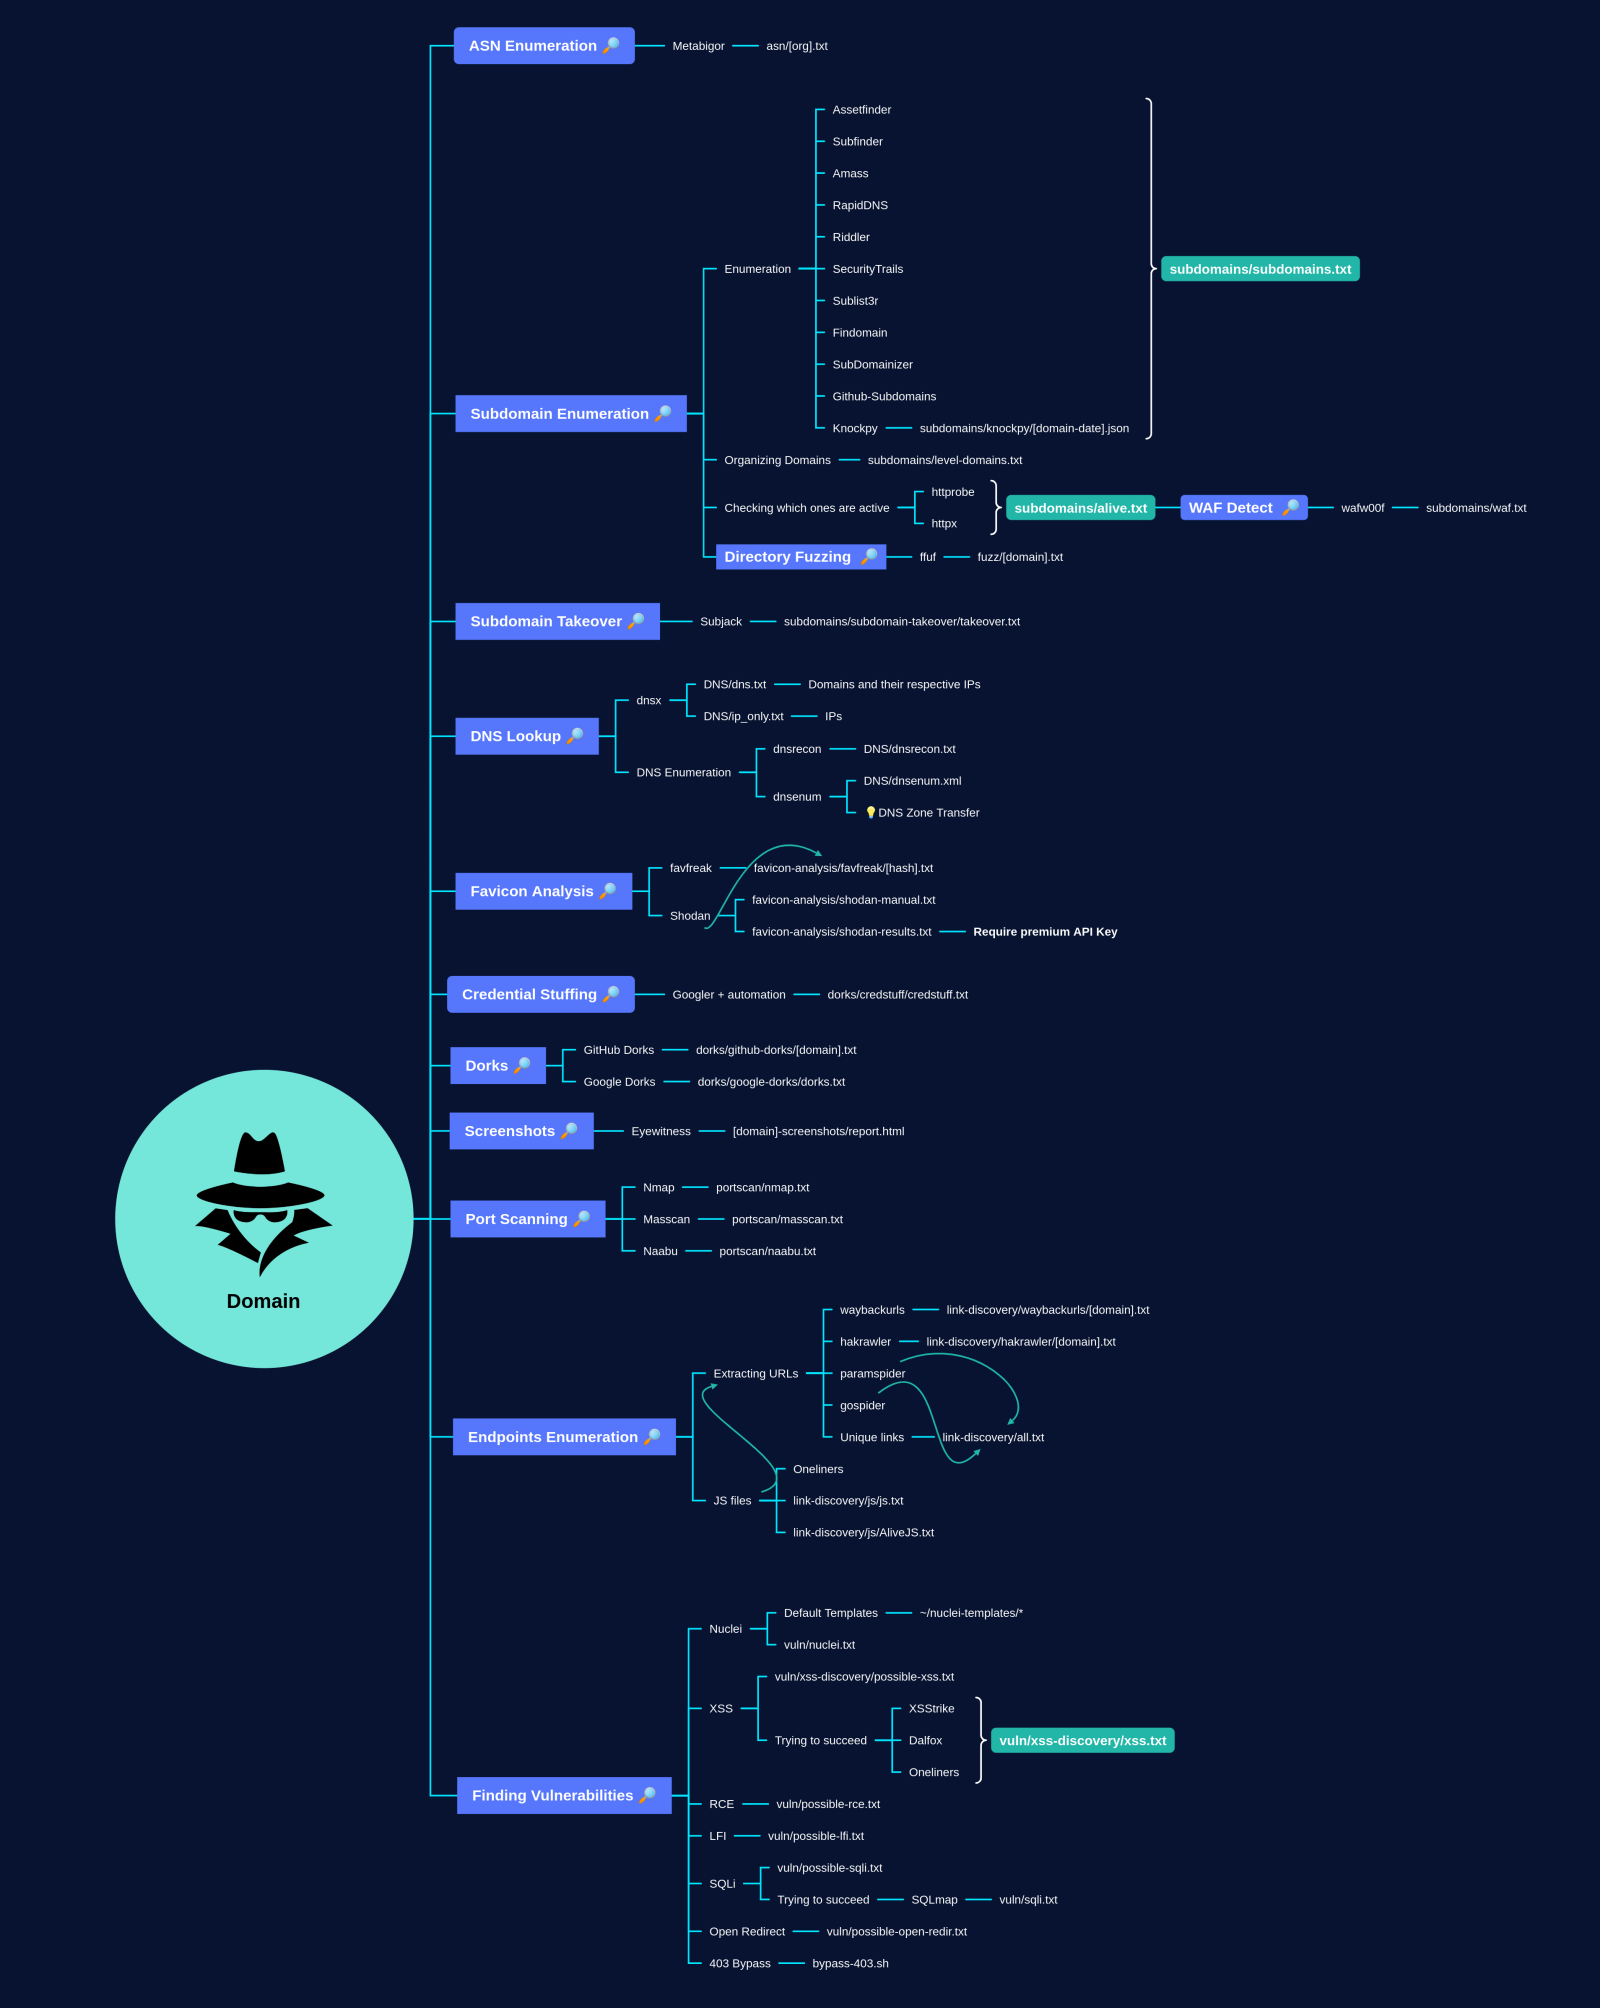 ASN Enumeration 🔎
Metabigor
asn/[org].txt
Assetfinder
Subfinder
Amass
RapidDNS
Riddler
Enumeration
SecurityTrails
subdomains/subdomains.txt
Sublist3r
Findomain
SubDomainizer
Github-Subdomains
Subdomain Enumeration 🔎
Knockpy
subdomains/knockpy/[domain-date].json
Organizing Domains
subdomains/level-domains.txt
Checking which ones are active
httprobe
httpx
subdomains/alive.txt
WAF Detect 🔎
wafw00f
subdomains/waf.txt
Directory Fuzzing 🔎
ffuf
fuzz/[domain].txt
Subdomain Takeover 🔎
Subjack
subdomains/subdomain-takeover/takeover.txt
DNS Lookup 🔎
dnsx
DNS/dns.txt
Domains and their respective IPs
DNS/ip_only.txt
IPs
DNS Enumeration
dnsrecon
DNS/dnsrecon.txt
dnsenum
DNS/dnsenum.xml
💡DNS Zone Transfer
Favicon Analysis 🔎
favfreak
favicon-analysis/favfreak/[hash].txt
Shodan
favicon-analysis/shodan-manual.txt
favicon-analysis/shodan-results.txt
Require premium API Key
Credential Stuffing 🔎
Googler + automation
dorks/credstuff/credstuff.txt
Dorks 🔎
GitHub Dorks
dorks/github-dorks/[domain].txt
Google Dorks
dorks/google-dorks/dorks.txt
Screenshots 🔎
Eyewitness
[domain]-screenshots/report.html
Port Scanning 🔎
Nmap
portscan/nmap.txt
Masscan
portscan/masscan.txt
Naabu
portscan/naabu.txt
Domain
Endpoints Enumeration 🔎
Extracting URLs
waybackurls
link-discovery/waybackurls/[domain].txt
hakrawler
link-discovery/hakrawler/[domain].txt
paramspider
gospider
Unique links
link-discovery/all.txt
JS files
Oneliners
link-discovery/js/js.txt
link-discovery/js/AliveJS.txt
Finding Vulnerabilities 🔎
Nuclei
Default Templates
~/nuclei-templates/*
vuln/nuclei.txt
XSS
vuln/xss-discovery/possible-xss.txt
Trying to succeed
XSStrike
Dalfox
Oneliners
vuln/xss-discovery/xss.txt
RCE
vuln/possible-rce.txt
LFI
vuln/possible-lfi.txt
SQLi
vuln/possible-sqli.txt
Trying to succeed
SQLmap
vuln/sqli.txt
Open Redirect
vuln/possible-open-redir.txt
403 Bypass
bypass-403.sh